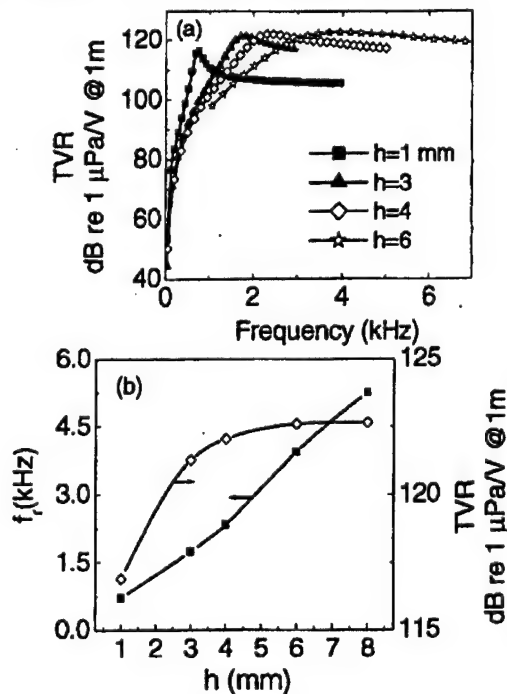 (a)
TVR
dB re 1 μPa/V @1m
120
100
80
60
40
h=1 mm
h=3
h=4
h=6
0 2 4 6
Frequency (kHz)
(b)
f_r(kHz)
6.0
4.5
3.0
1.5
0.0
125
120
115
TVR
dB re 1 μPa/V @1m
1 2 3 4 5 6 7 8
h (mm)